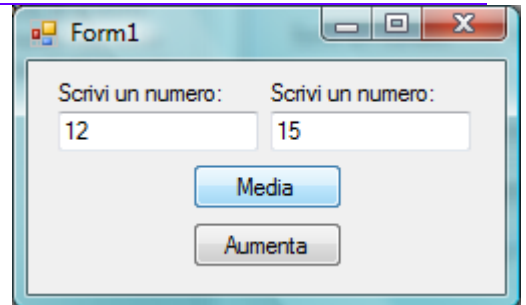 Form1
Scrivi un numero: Scrivi un numero:
12 15
Media
Aumenta